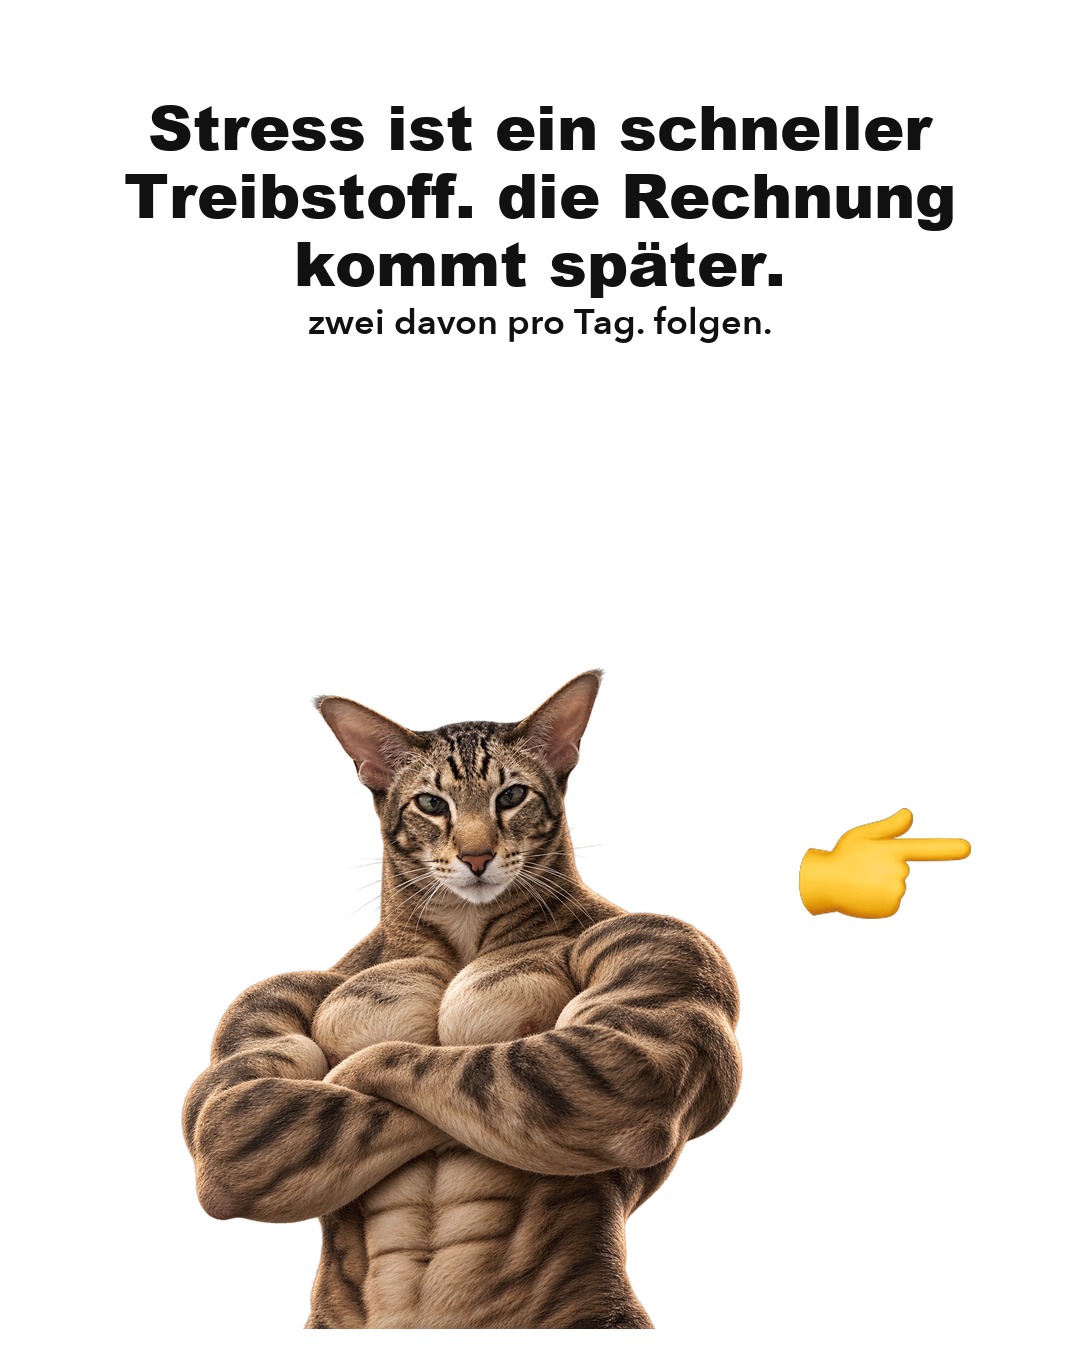 Stress ist ein schneller
Treibstoff. die Rechnung
kommt später.
zwei davon pro Tag. folgen.